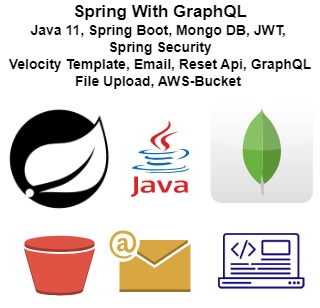 Spring With GraphQL
Java 11, Spring Boot, Mongo DB, JWT,
Spring Security
Velocity Template, Email, Reset Api, GraphQL
File Upload, AWS-Bucket
Java
@
</>